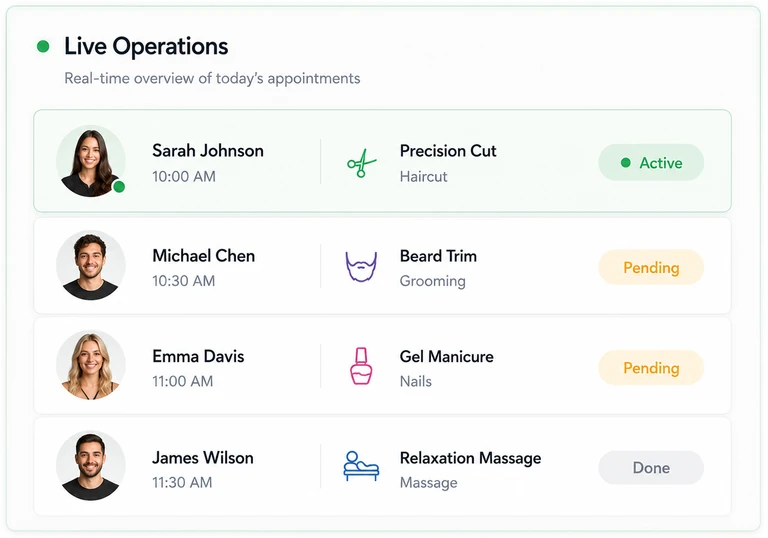 Live Operations
Real-time overview of today's appointments
Sarah Johnson
10:00 AM
Precision Cut
Haircut
Active
Michael Chen
10:30 AM
Beard Trim
Grooming
Pending
Emma Davis
11:00 AM
Gel Manicure
Nails
Pending
James Wilson
11:30 AM
Relaxation Massage
Massage
Done